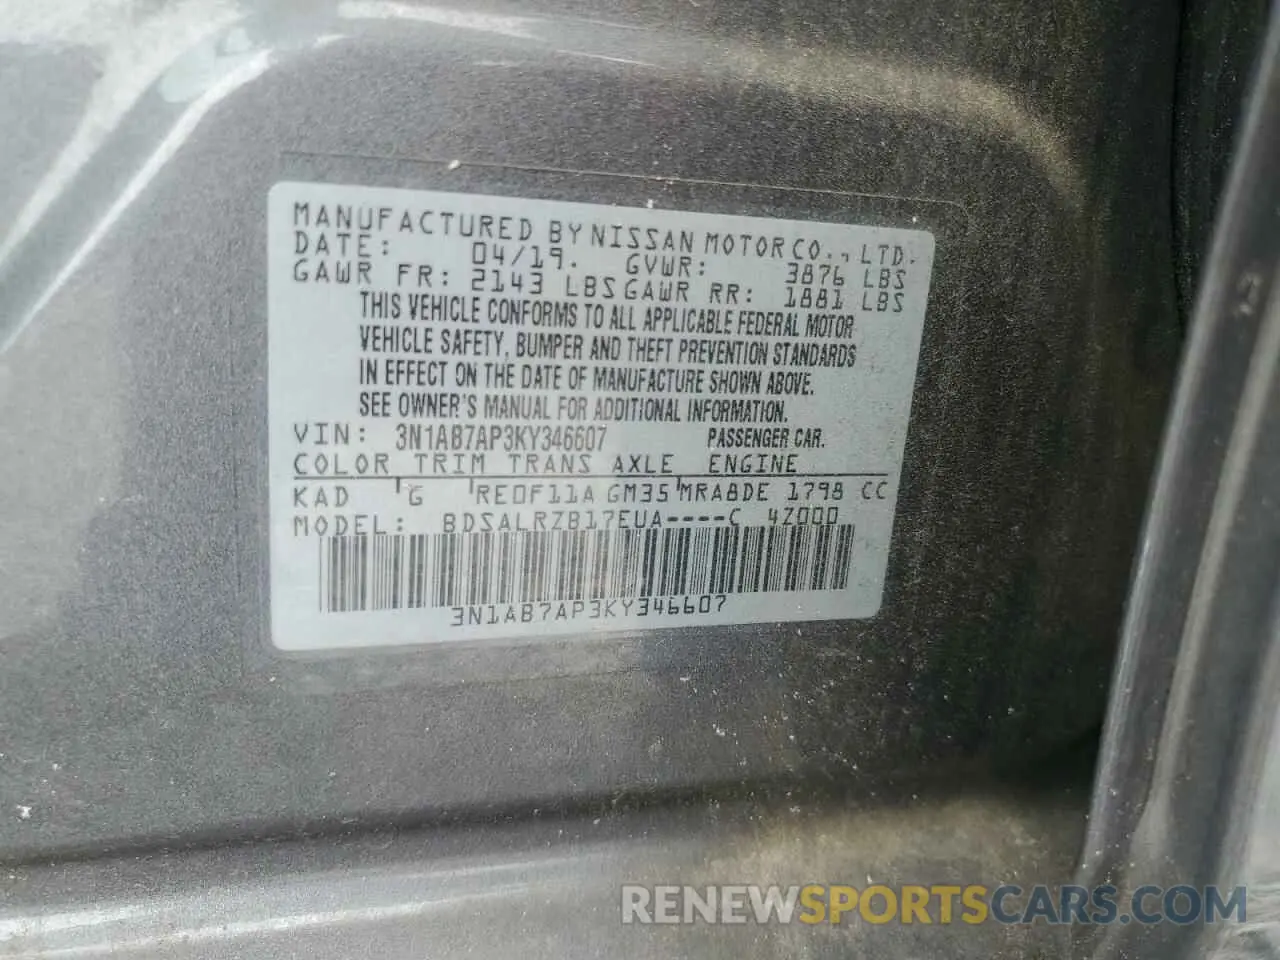 MANUFACTURED BY NISSAN MOTOR CO., LTD.
DATE: 04/19. GVWR: 3876 LBS
GAWR FR: 2143 LBS GAWR RR: 1881 LBS
THIS VEHICLE CONFORMS TO ALL APPLICABLE FEDERAL MOTOR
VEHICLE SAFETY, BUMPER AND THEFT PREVENTION STANDARDS
IN EFFECT ON THE DATE OF MANUFACTURE SHOWN ABOVE.
SEE OWNER'S MANUAL FOR ADDITIONAL INFORMATION.
VIN: 3N1AB7AP3KY346607 PASSENGER CAR.
COLOR TRIM TRANS AXLE ENGINE
KAD G RE0F11A GM35 MRA8DE 1798 CC
MODEL: BDSALRZB17EUA----C 4Z000
3N1AB7AP3KY346607
RENEWSPORTSCARS.COM